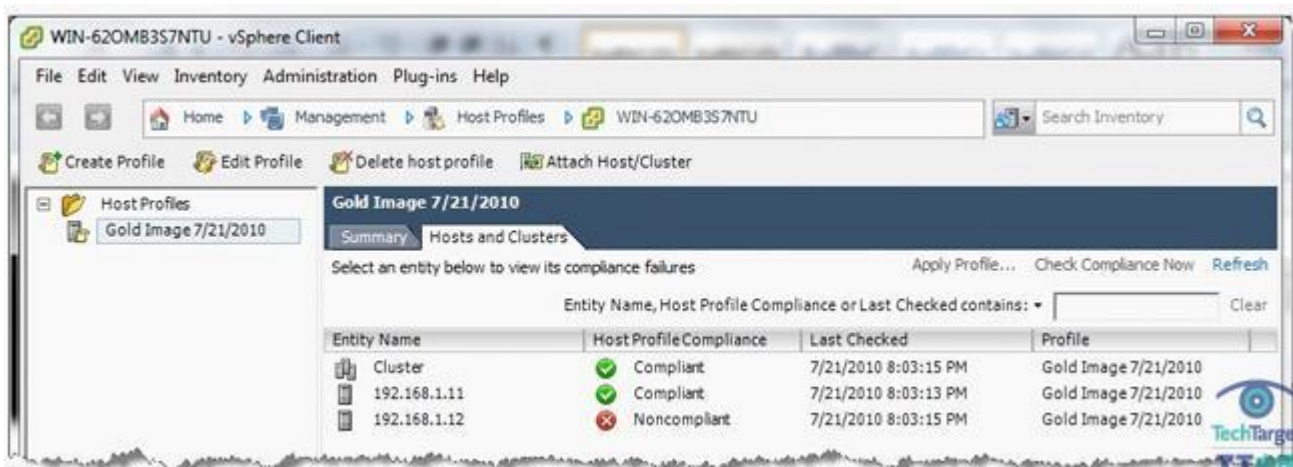 WIN-62OMB3S7NTU - vSphere Client
File Edit View Inventory Administration Plug-ins Help
Home Management Host Profiles WIN-62OMB3S7NTU Search Inventory
Create Profile Edit Profile Delete host profile Attach Host/Cluster
Host Profiles
Gold Image 7/21/2010
Gold Image 7/21/2010
Summary Hosts and Clusters
Select an entity below to view its compliance failures Apply Profile... Check Compliance Now Refresh
Entity Name, Host Profile Compliance or Last Checked contains: Clear
Entity Name Host Profile Compliance Last Checked Profile
Cluster Compliant 7/21/2010 8:03:15 PM Gold Image 7/21/2010
192.168.1.11 Compliant 7/21/2010 8:03:13 PM Gold Image 7/21/2010
192.168.1.12 Noncompliant 7/21/2010 8:03:15 PM Gold Image 7/21/2010
TechTarge